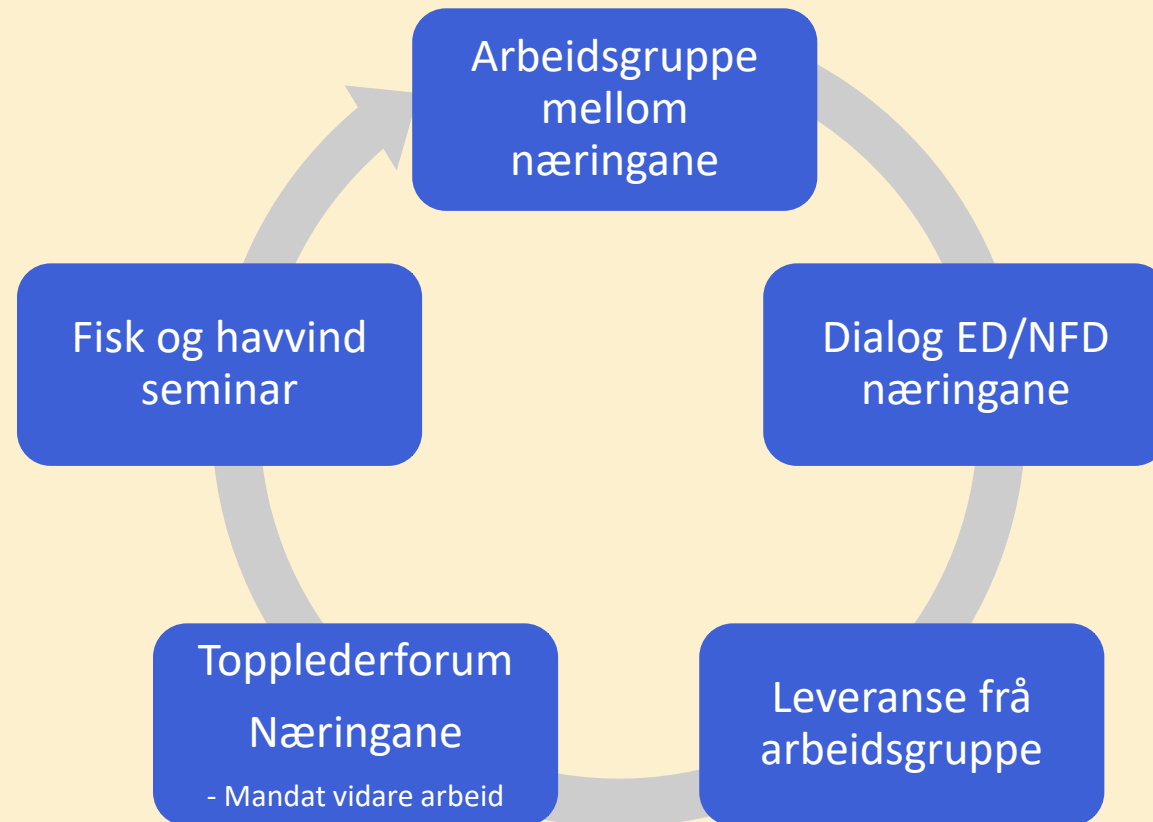 Arbeidsgruppe
mellom
næringane
Dialog ED/NFD
næringane
Leveranse frå
arbeidsgruppe
Topplederforum
Næringane
- Mandat vidare arbeid
Fisk og havvind
seminar